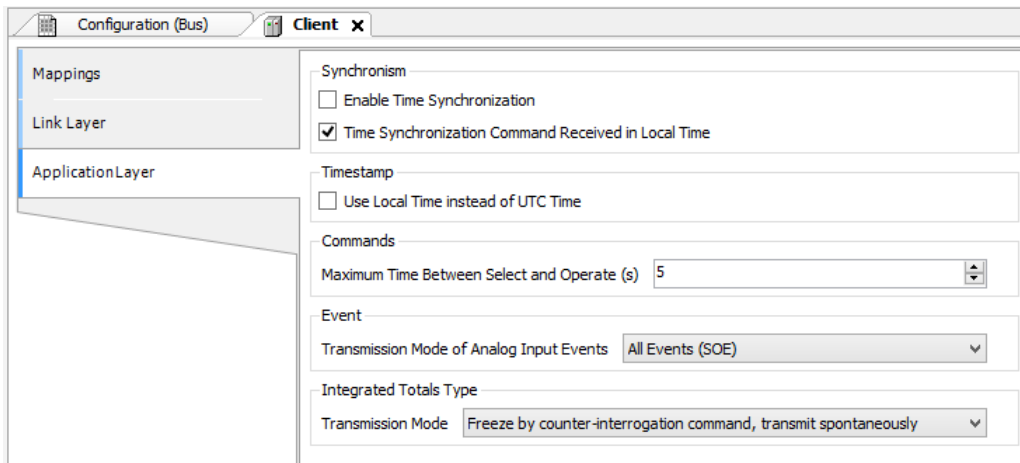 Configuration (Bus) Client
Mappings
Link Layer
ApplicationLayer
Synchronism
Enable Time Synchronization
Time Synchronization Command Received in Local Time
Timestamp
Use Local Time instead of UTC Time
Commands
Maximum Time Between Select and Operate (s) 5
Event
Transmission Mode of Analog Input Events All Events (SOE)
Integrated Totals Type
Transmission Mode Freeze by counter-interrogation command, transmit spontaneously